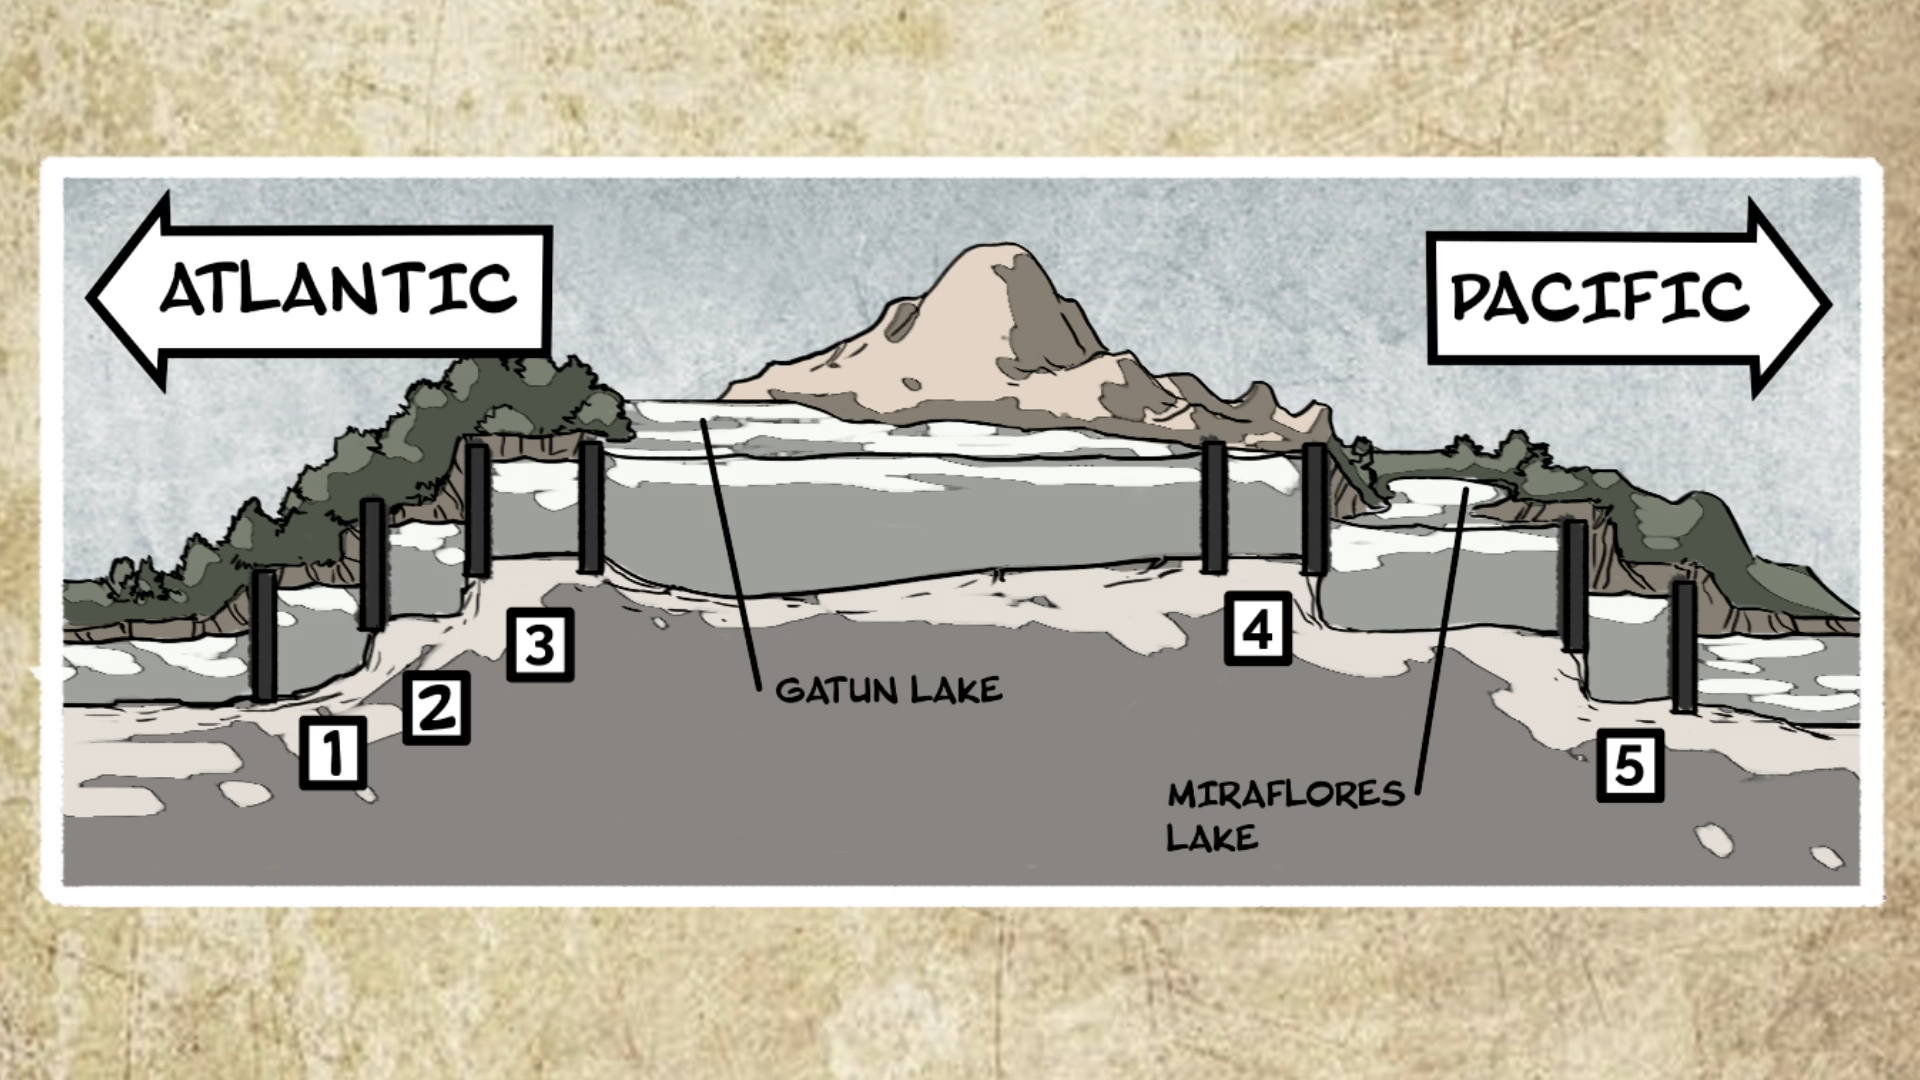 ATLANTIC
PACIFIC
1
2
3
GATUN LAKE
4
MIRAFLORES
LAKE
5